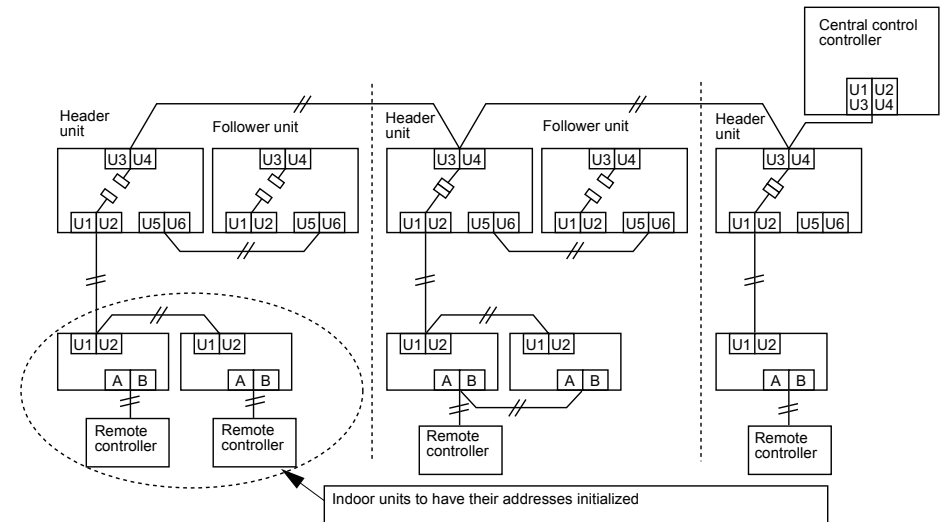 Central control
controller
U1 U2
U3 U4
Header
unit
Follower unit
Header
unit
Follower unit
Header
unit
U3 U4
U3 U4
U3 U4
U3 U4
U3 U4
U1 U2
U5 U6
U1 U2
U5 U6
U1 U2
U5 U6
U1 U2
U5 U6
U1 U2
U5 U6
U1 U2
U1 U2
U1 U2
U1 U2
U1 U2
A B
A B
A B
A B
A B
Remote
controller
Remote
controller
Remote
controller
Remote
controller
Indoor units to have their addresses initialized